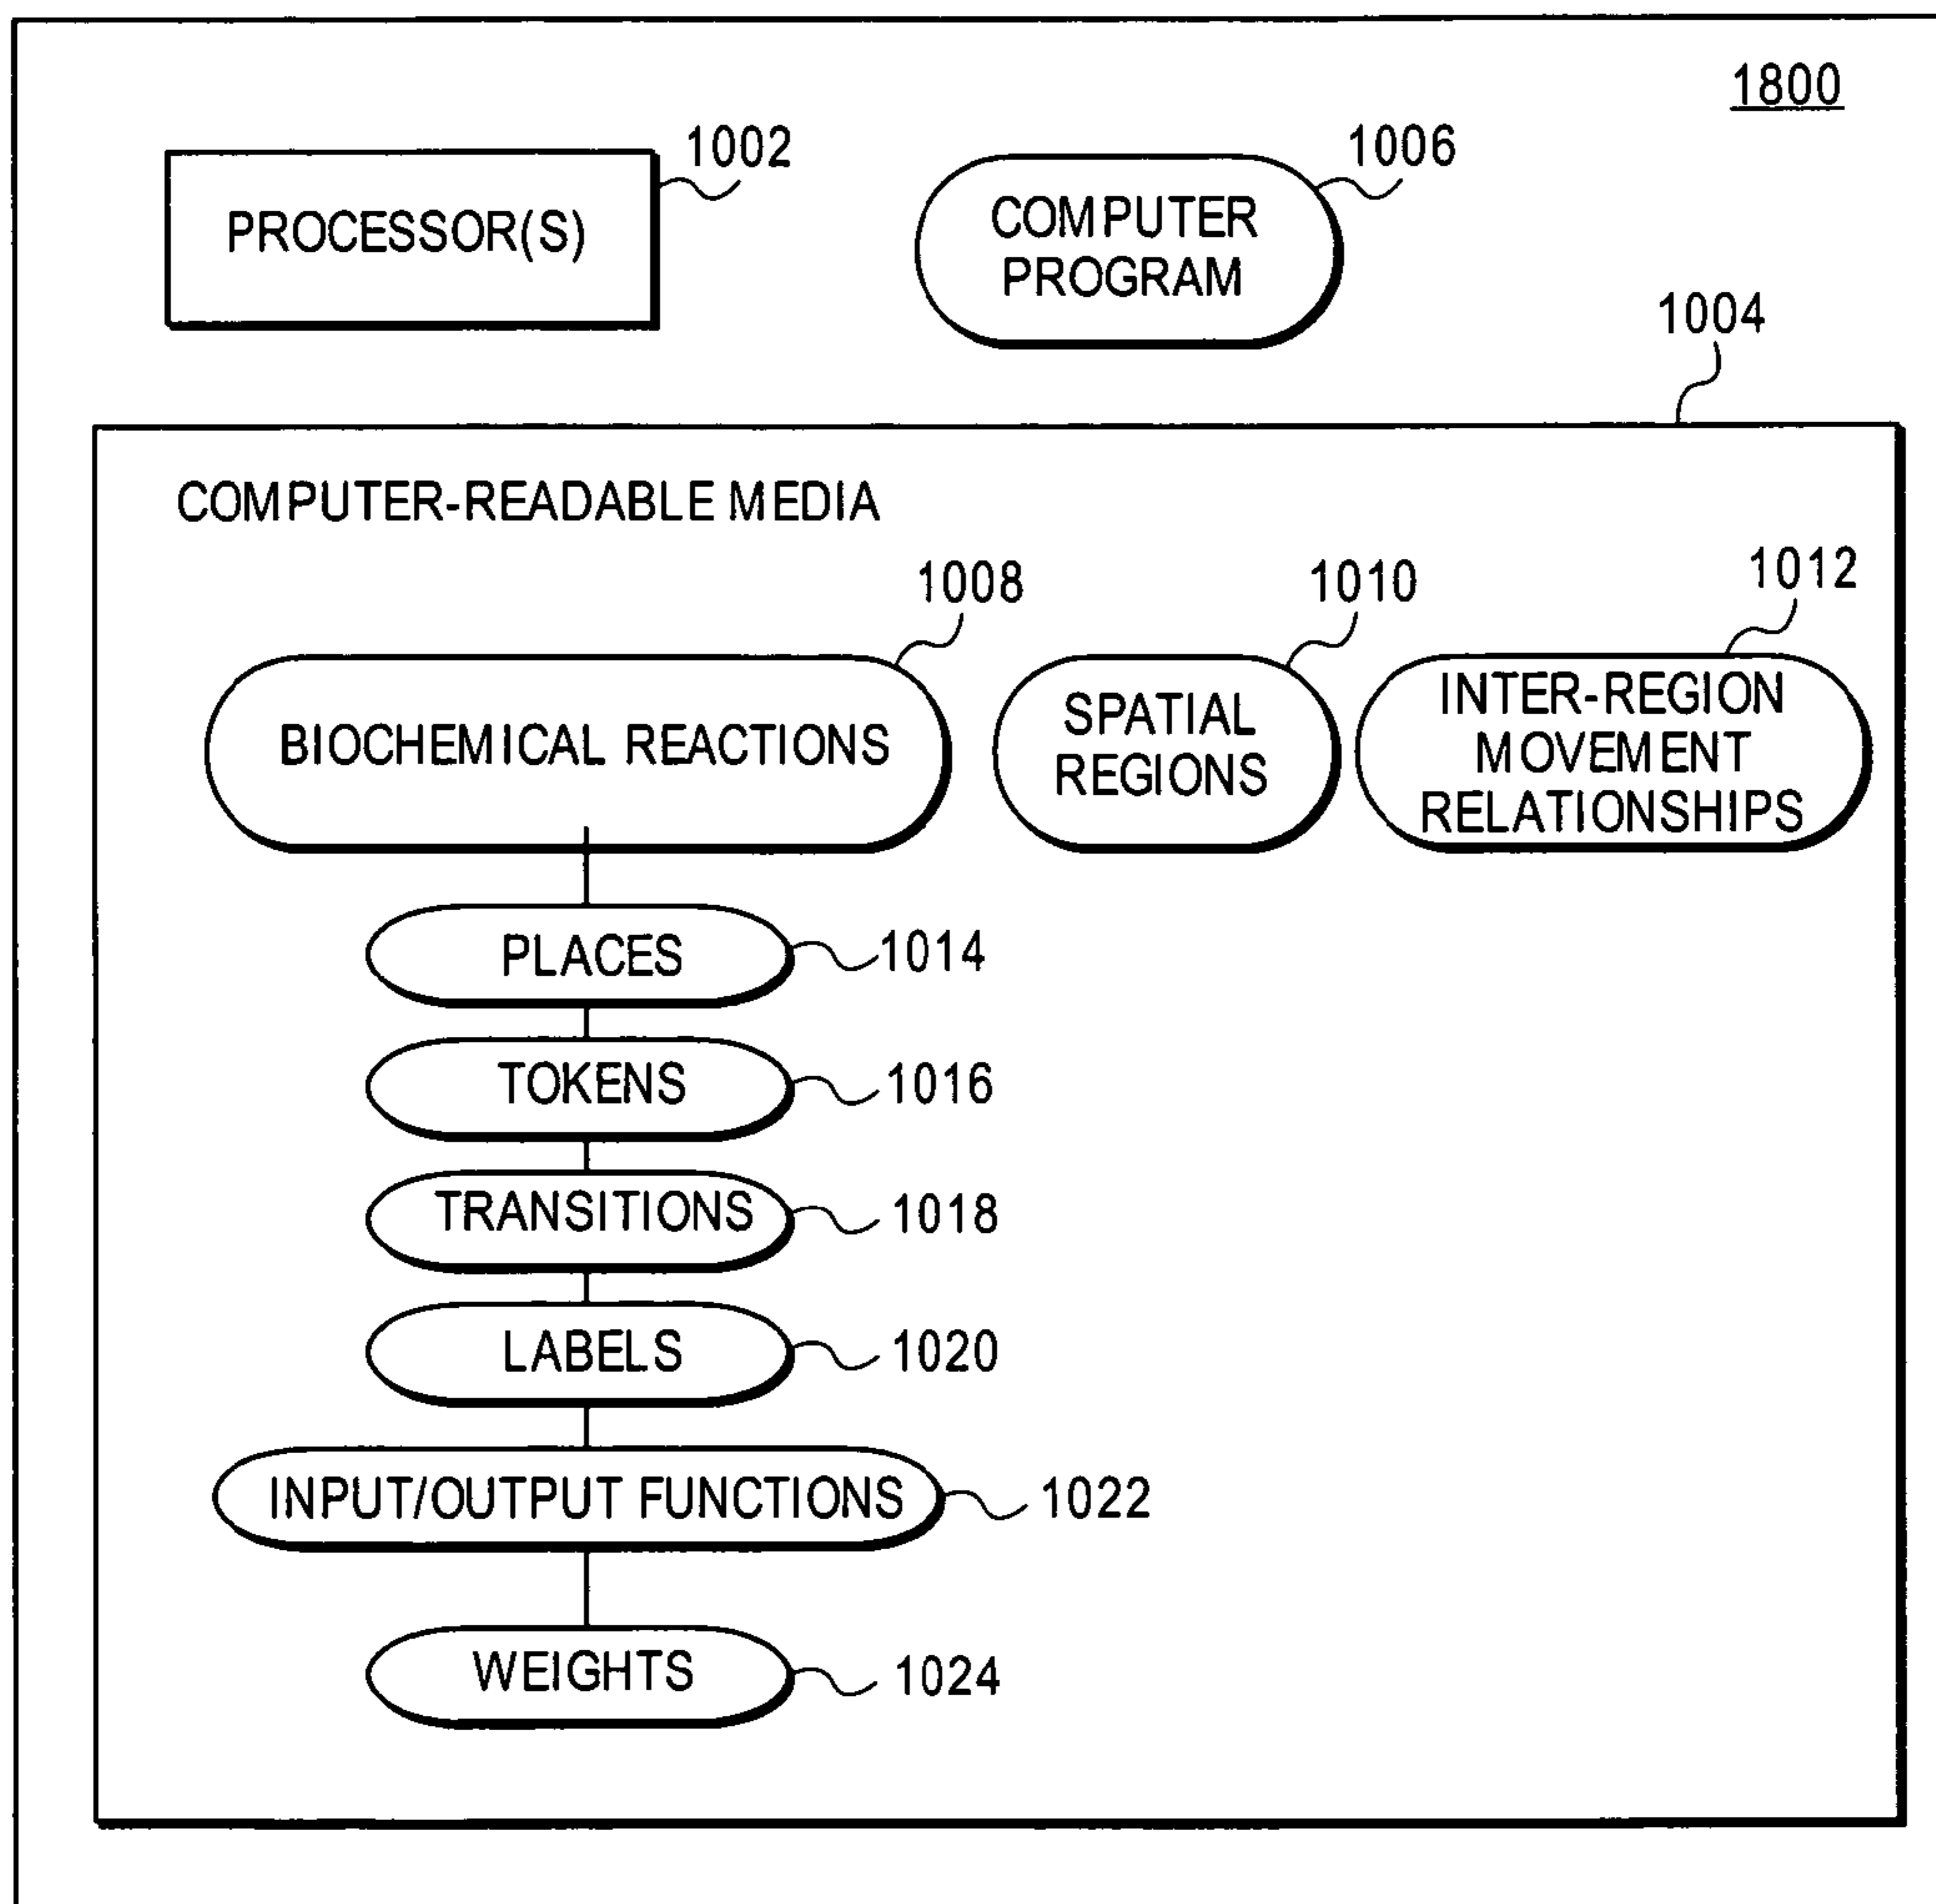 1800
1002
1006
PROCESSOR(S)
COMPUTER
PROGRAM
1004
COMPUTER-READABLE MEDIA
1008
1010
1012
BIOCHEMICAL REACTIONS
SPATIAL
REGIONS
INTER-REGION
MOVEMENT
RELATIONSHIPS
PLACES
1014
TOKENS
1016
TRANSITIONS
1018
LABELS
1020
INPUT/OUTPUT FUNCTIONS
1022
WEIGHTS
1024